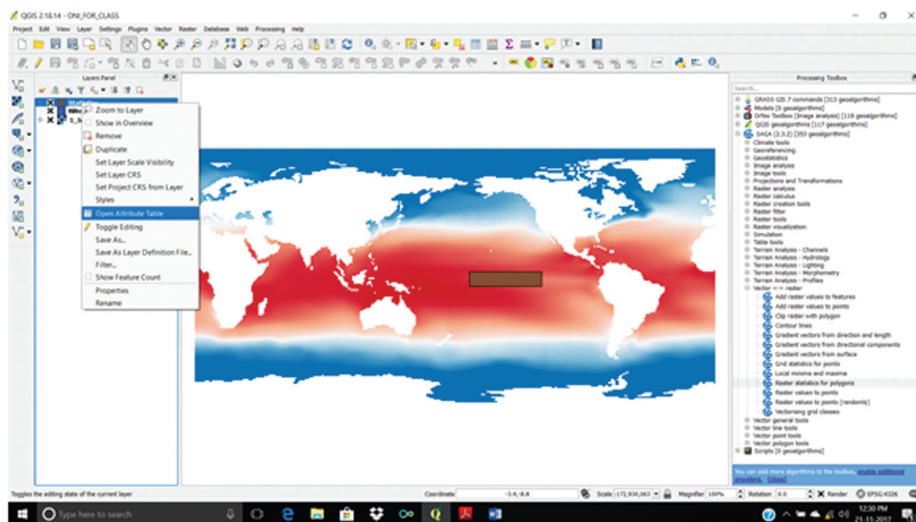 QGIS 2.18.14 - ONI_FOR_CLASS
Project Edit View Layer Settings Plugins Vector Raster Database Web Processing Help
Layers Panel
Statistics
Zoom to Layer
Show in Overview
Remove
Duplicate
Set Layer Scale Visibility
Set Layer CRS
Set Project CRS from Layer
Styles
Open Attribute Table
Toggle Editing
Save As...
Save As Layer Definition File...
Filter...
Show Feature Count
Properties
Rename
Processing Toolbox
Search...
GRASS GIS 7 commands [313 geoalgorithms]
Models [0 geoalgorithms]
Orfeo Toolbox (Image analysis) [119 geoalgorithms]
QGIS geoalgorithms [117 geoalgorithms]
SAGA (2.3.2) [353 geoalgorithms]
Climate tools
Georeferencing
Geostatistics
Image analysis
Image tools
Projections and Transformations
Raster analysis
Raster calculus
Raster creation tools
Raster filter
Raster tools
Raster visualization
Simulation
Table tools
Terrain Analysis - Channels
Terrain Analysis - Hydrology
Terrain Analysis - Lighting
Terrain Analysis - Morphometry
Terrain Analysis - Profiles
Vector <-> raster
Add raster values to features
Add raster values to points
Clip raster with polygon
Contour lines
Gradient vectors from direction and length
Gradient vectors from directional components
Gradient vectors from surface
Grid statistics for points
Local minima and maxima
Raster statistics for polygons
Raster values to points
Raster values to points (randomly)
Vectorising grid classes
Vector general tools
Vector line tools
Vector point tools
Vector polygon tools
Scripts [0 geoalgorithms]
You can add more algorithms to the toolbox, enable additional providers. [close]
Toggles the editing state of the current layer
Coordinate -3.4,-8.8 Scale Magnifier 100% Rotation 0.0 Render EPSG:4326
Type here to search
12:30 PM
21-11-2017